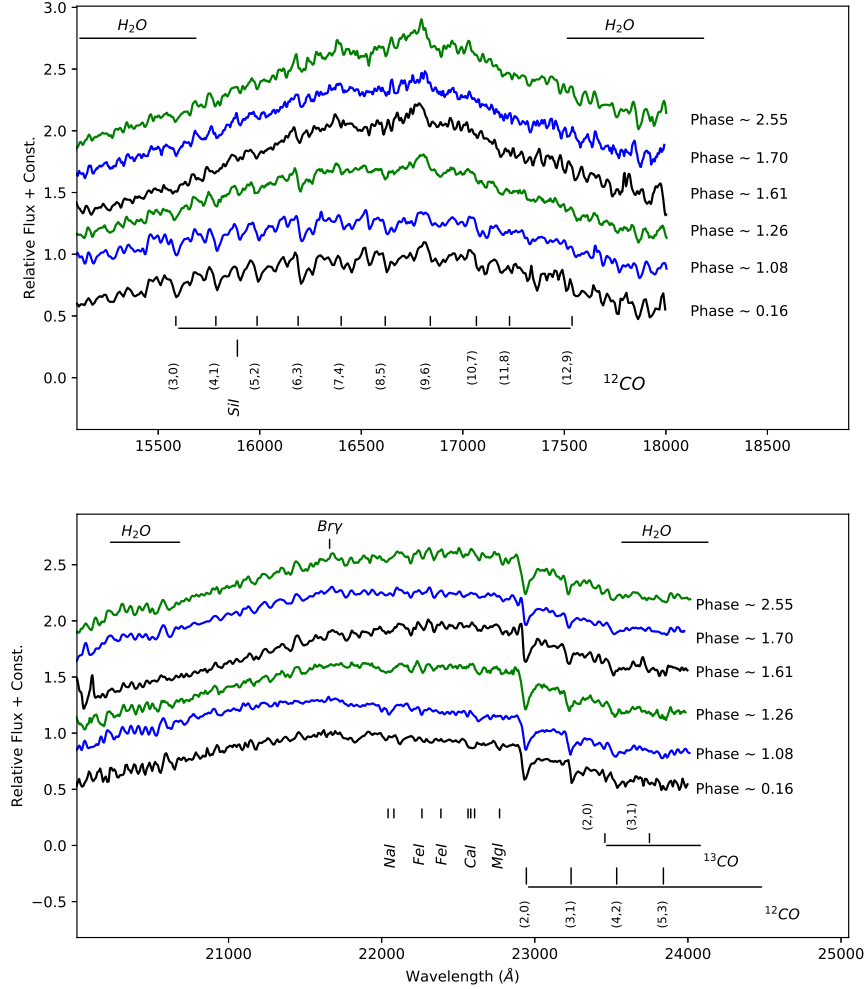 3.0
2.5
2.0
1.5
1.0
0.5
0.0
Relative Flux + Const.
H₂O
H₂O
Phase ~ 2.55
Phase ~ 1.70
Phase ~ 1.61
Phase ~ 1.26
Phase ~ 1.08
Phase ~ 0.16
(3,0) (4,1) (5,2) (6,3) (7,4) (8,5) (9,6) (10,7) (11,8) (12,9)
¹²CO
SiI
15500 16000 16500 17000 17500 18000 18500
2.5
2.0
1.5
1.0
0.5
0.0
−0.5
Relative Flux + Const.
H₂O
Brγ
H₂O
Phase ~ 2.55
Phase ~ 1.70
Phase ~ 1.61
Phase ~ 1.26
Phase ~ 1.08
Phase ~ 0.16
(2,0) (3,1)
NaI FeI FeI CaI MgI
¹³CO
(2,0) (3,1) (4,2) (5,3)
¹²CO
21000 22000 23000 24000 25000
Wavelength (Å)